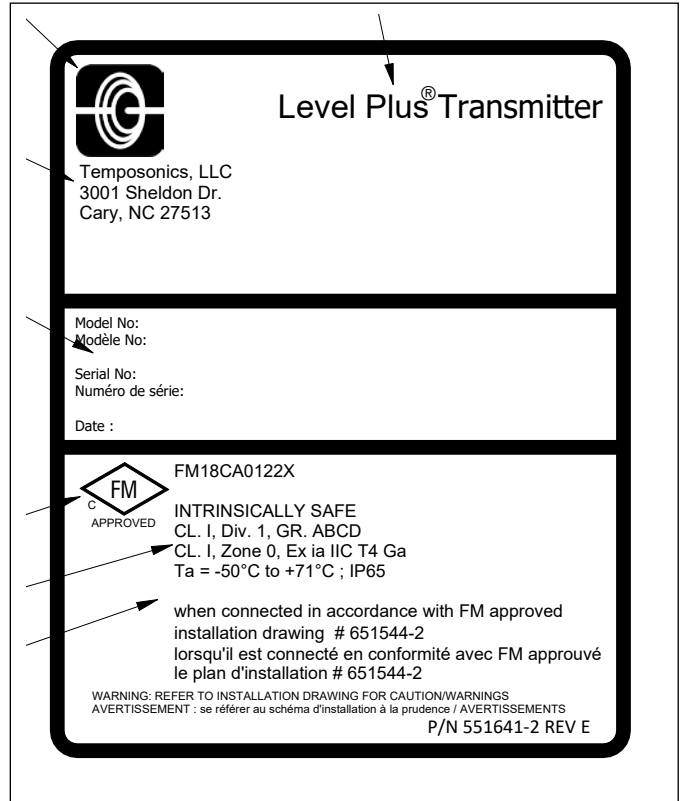 Level Plus® Transmitter
Temposonics, LLC
3001 Sheldon Dr.
Cary, NC 27513
Model No:
Modèle No:
Serial No:
Numéro de série:
Date :
FM
C
APPROVED
FM18CA0122X
INTRINSICALLY SAFE
CL. I, Div. 1, GR. ABCD
CL. I, Zone 0, Ex ia IIC T4 Ga
Ta = -50°C to +71°C ; IP65
when connected in accordance with FM approved
installation drawing # 651544-2
lorsqu'il est connecté en conformité avec FM approuvé
le plan d'installation # 651544-2
WARNING: REFER TO INSTALLATION DRAWING FOR CAUTION/WARNINGS
AVERTISSEMENT : se référer au schéma d'installation à la prudence / AVERTISSEMENTS
P/N 551641-2 REV E